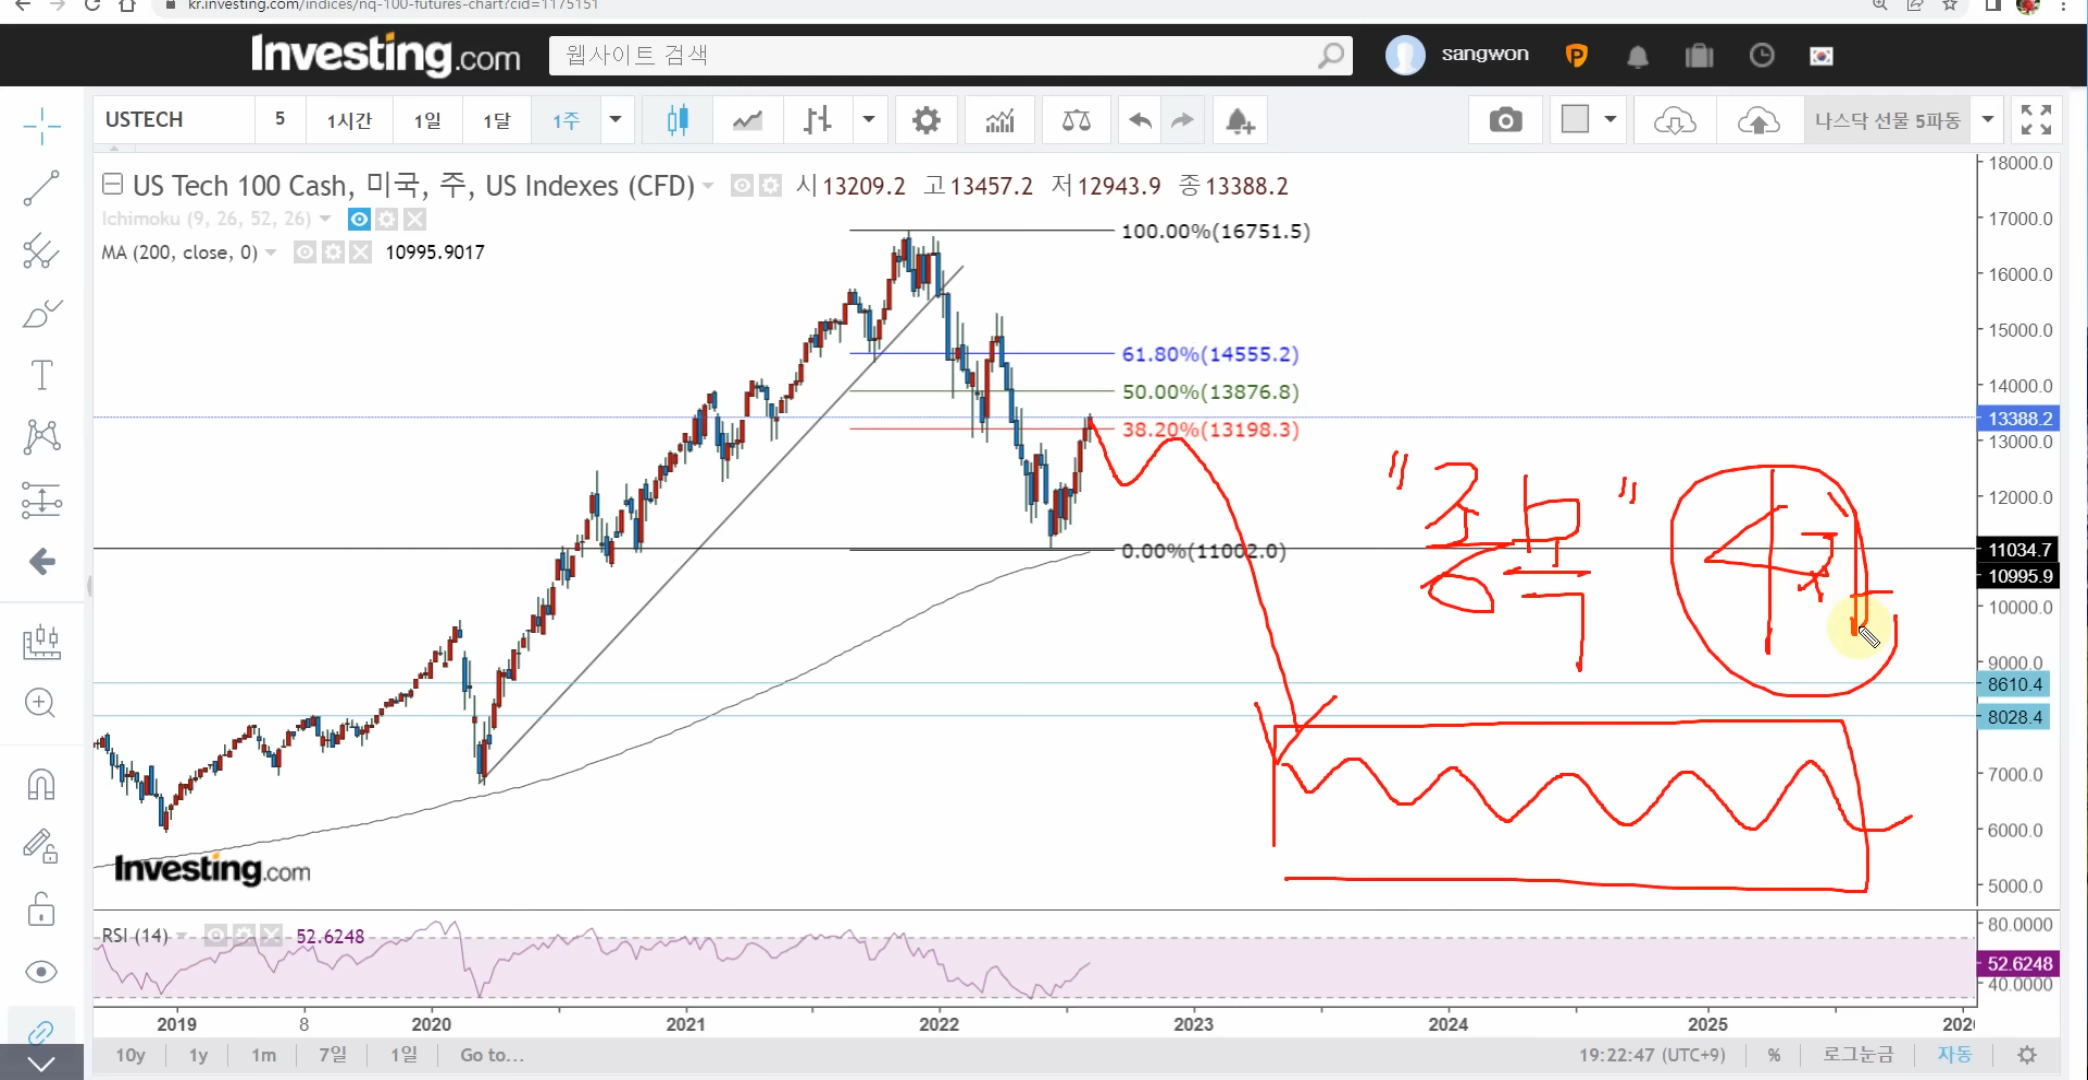 kr.investing.com/indices/nq-100-futures-chart?cid=1175151
Investing.com
웹사이트 검색
sangwon
USTECH 5 1시간 1일 1달 1주
나스닥 선물 5파동
US Tech 100 Cash, 미국, 주, US Indexes (CFD) 시 13209.2 고 13457.2 저 12943.9 종 13388.2
Ichimoku (9, 26, 52, 26)
MA (200, close, 0) 10995.9017
100.00%(16751.5)
61.80%(14555.2)
50.00%(13876.8)
38.20%(13198.3)
0.00%(11002.0)
18000.0
17000.0
16000.0
15000.0
14000.0
13388.2
13000.0
12000.0
11034.7
10995.9
10000.0
9000.0
8610.4
8028.4
7000.0
6000.0
5000.0
Investing.com
RSI (14) 52.6248
80.0000
52.6248
40.0000
2019 8 2020 2021 2022 2023 2024 2025 202
10y 1y 1m 7일 1일 Go to...
19:22:47 (UTC+9) % 로그눈금 자동